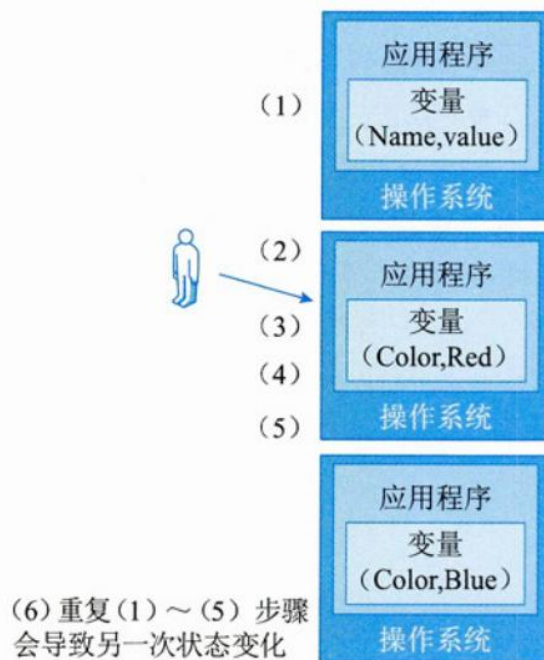 应用程序
(1)
变量
(Name,value)
操作系统
(2)
应用程序
(3)
变量
(Color,Red)
(4)
(5)
操作系统
应用程序
变量
(Color,Blue)
操作系统
(6)重复(1)～(5)步骤
会导致另一次状态变化